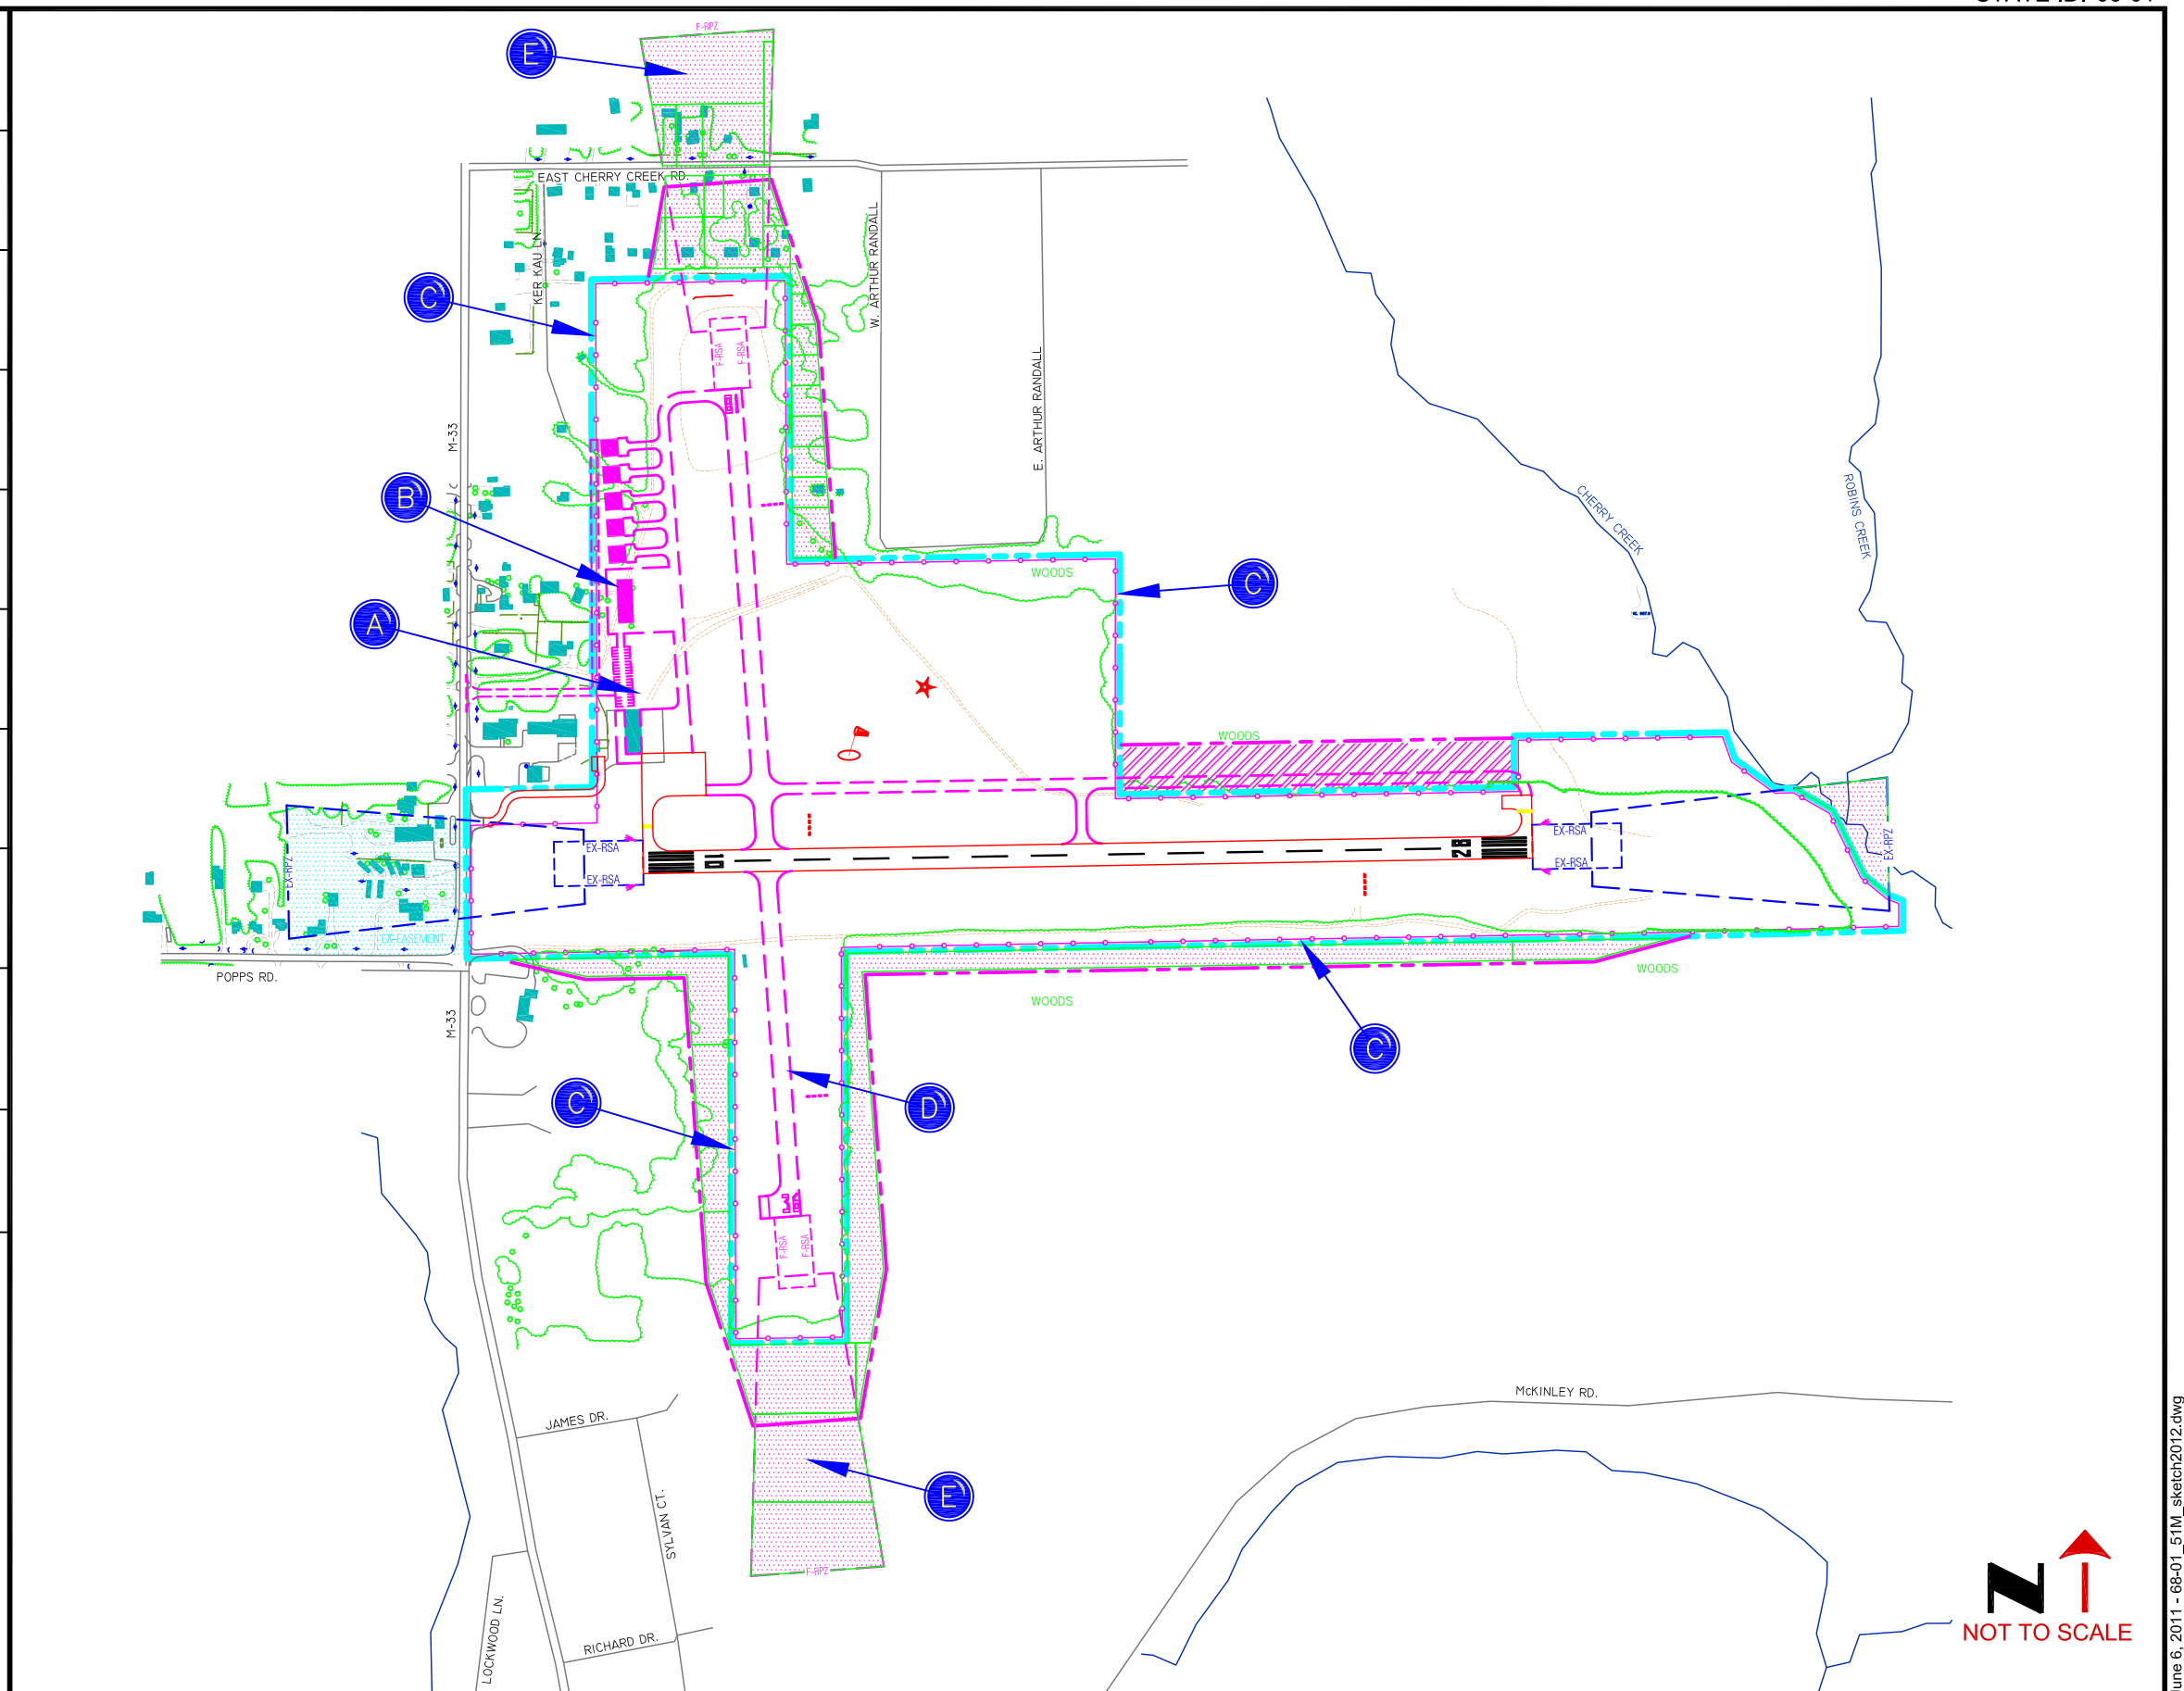 F-RPZ
E
EAST CHERRY CREEK RD.
KER KAU LN.
W. ARTHUR RANDALL
E. ARTHUR RANDALL
C
F-RSA
F-RSA
M-33
B
CHERRY CREEK
ROBINS CREEK
WOODS
C
A
WOODS
EX-RSA
EX-RSA
EX-RPZ
28
EX-RSA
EX-RSA
EX-RPZ
EX-EASEMENT
POPPS RD.
M-33
WOODS
WOODS
C
C
D
F-RSA
F-RSA
JAMES DR.
McKINLEY RD.
SYLVAN CT.
E
F-RPZ
LOCKWOOD LN.
RICHARD DR.
N
NOT TO SCALE
6, 2011 - 68-01_51M_sketch2012.dwg